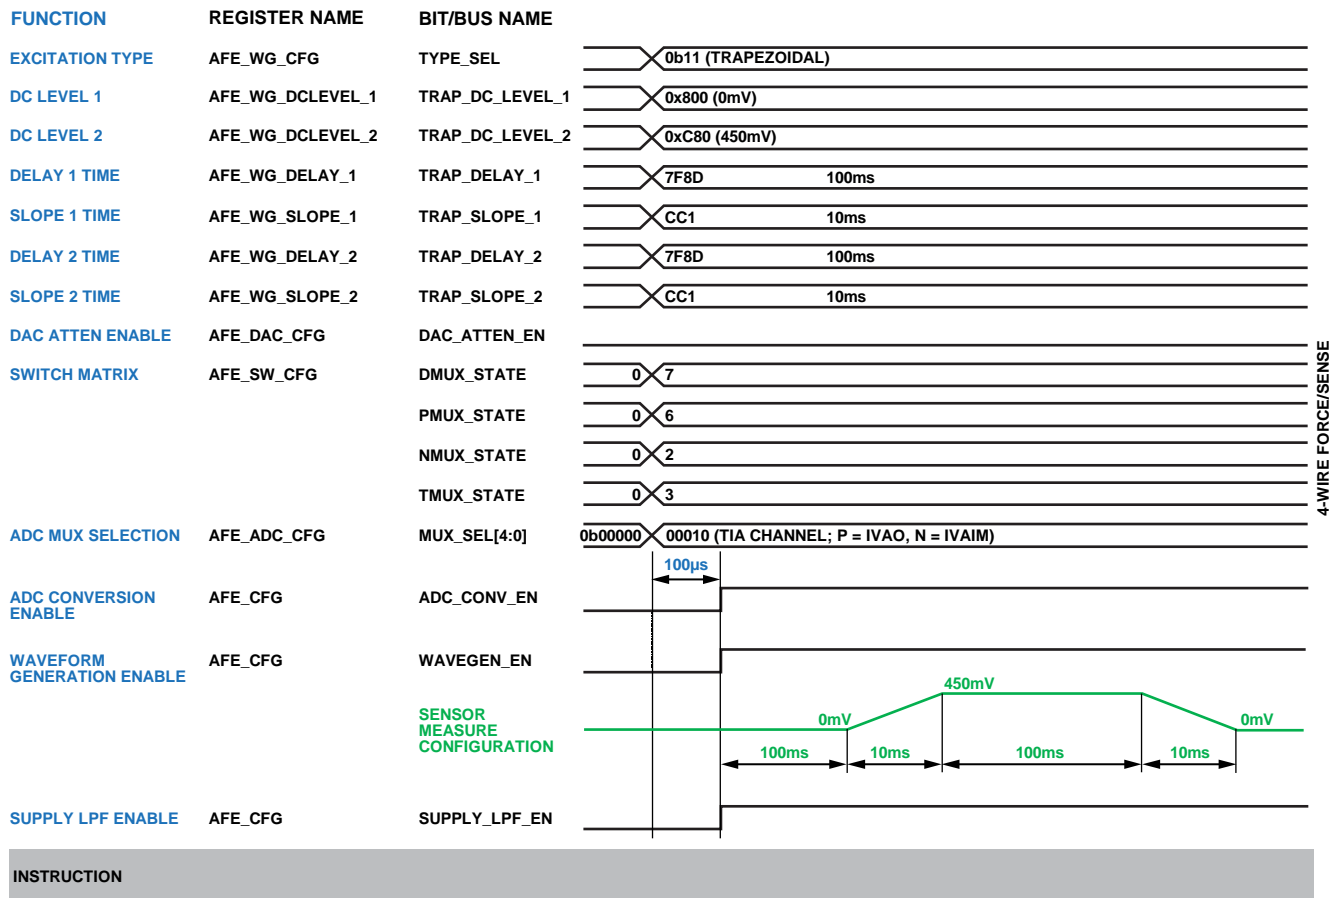 FUNCTION REGISTER NAME BIT/BUS NAME
EXCITATION TYPE AFE_WG_CFG TYPE_SEL 0b11 (TRAPEZOIDAL)
DC LEVEL 1 AFE_WG_DCLEVEL_1 TRAP_DC_LEVEL_1 0x800 (0mV)
DC LEVEL 2 AFE_WG_DCLEVEL_2 TRAP_DC_LEVEL_2 0xC80 (450mV)
DELAY 1 TIME AFE_WG_DELAY_1 TRAP_DELAY_1 7F8D 100ms
SLOPE 1 TIME AFE_WG_SLOPE_1 TRAP_SLOPE_1 CC1 10ms
DELAY 2 TIME AFE_WG_DELAY_2 TRAP_DELAY_2 7F8D 100ms
SLOPE 2 TIME AFE_WG_SLOPE_2 TRAP_SLOPE_2 CC1 10ms
DAC ATTEN ENABLE AFE_DAC_CFG DAC_ATTEN_EN
SWITCH MATRIX AFE_SW_CFG DMUX_STATE 0 7
PMUX_STATE 0 6
NMUX_STATE 0 2
TMUX_STATE 0 3
4-WIRE FORCE/SENSE
ADC MUX SELECTION AFE_ADC_CFG MUX_SEL[4:0] 0b00000 00010 (TIA CHANNEL; P = IVAO, N = IVAIM)
100µs
ADC CONVERSION
ENABLE
AFE_CFG ADC_CONV_EN
WAVEFORM
GENERATION ENABLE
AFE_CFG WAVEGEN_EN
SENSOR
MEASURE
CONFIGURATION
0mV 450mV 0mV
100ms 10ms 100ms 10ms
SUPPLY LPF ENABLE AFE_CFG SUPPLY_LPF_EN
INSTRUCTION